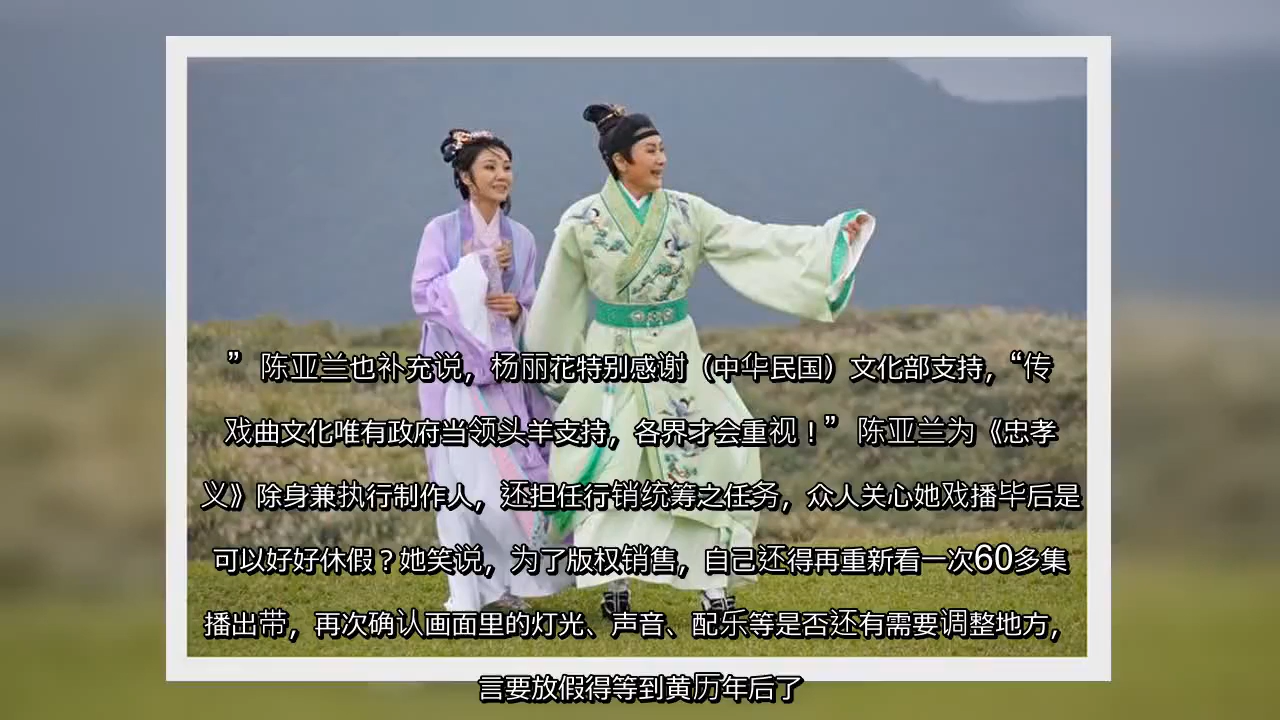 ” 陈亚兰也补充说，杨丽花特别感谢（中华民国）文化部支持，“传
戏曲文化唯有政府当领头羊支持，各界才会重视！” 陈亚兰为《忠孝
义》除身兼执行制作人，还担任行销统筹之任务，众人关心她戏播毕后是
可以好好休假？她笑说，为了版权销售，自己还得再重新看一次60多集
播出带，再次确认画面里的灯光、声音、配乐等是否还有需要调整地方，
言要放假得等到黄历年后了